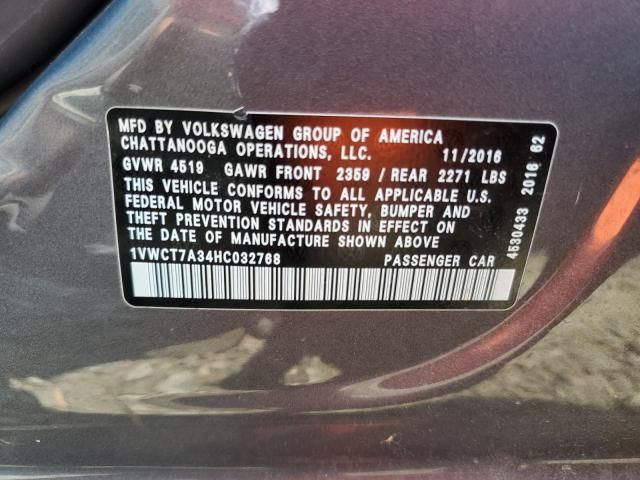 MFD BY VOLKSWAGEN GROUP OF AMERICA
CHATTANOOGA OPERATIONS, LLC. 11/2016
GVWR 4519 GAWR FRONT 2359 / REAR 2271 LBS
THIS VEHICLE CONFORMS TO ALL APPLICABLE U.S.
FEDERAL MOTOR VEHICLE SAFETY, BUMPER AND
THEFT PREVENTION STANDARDS IN EFFECT ON
THE DATE OF MANUFACTURE SHOWN ABOVE
1VWCT7A34HC032768 PASSENGER CAR
4530433 2016 62